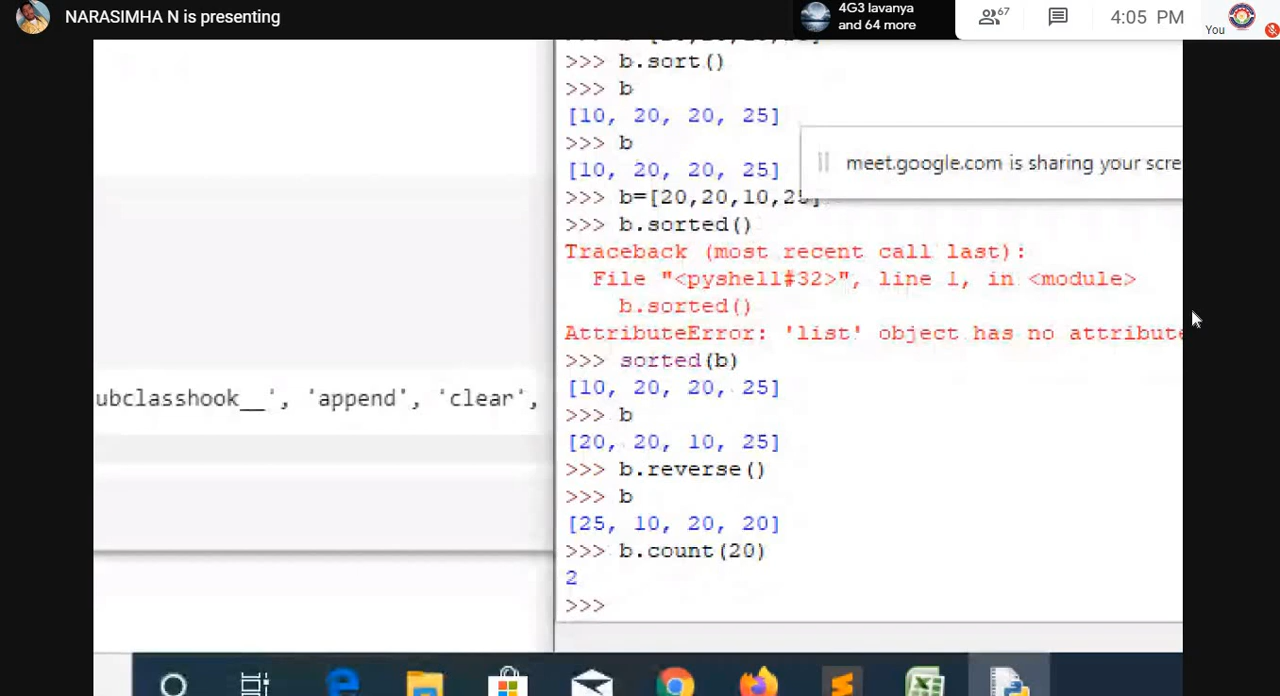 NARASIMHA N is presenting
4G3 lavanya
and 64 more
67
4:05 PM
You
>>> b.sort()
>>> b
[10, 20, 20, 25]
>>> b
[10, 20, 20, 25]
meet.google.com is sharing your scre
>>> b=[20,20,10,25]
>>> b.sorted()
Traceback (most recent call last):
File "<pyshell#32>", line 1, in <module>
b.sorted()
AttributeError: 'list' object has no attribute
>>> sorted(b)
[10, 20, 20, 25]
ubclasshook__', 'append', 'clear',
>>> b
[20, 20, 10, 25]
>>> b.reverse()
>>> b
[25, 10, 20, 20]
>>> b.count(20)
2
>>>